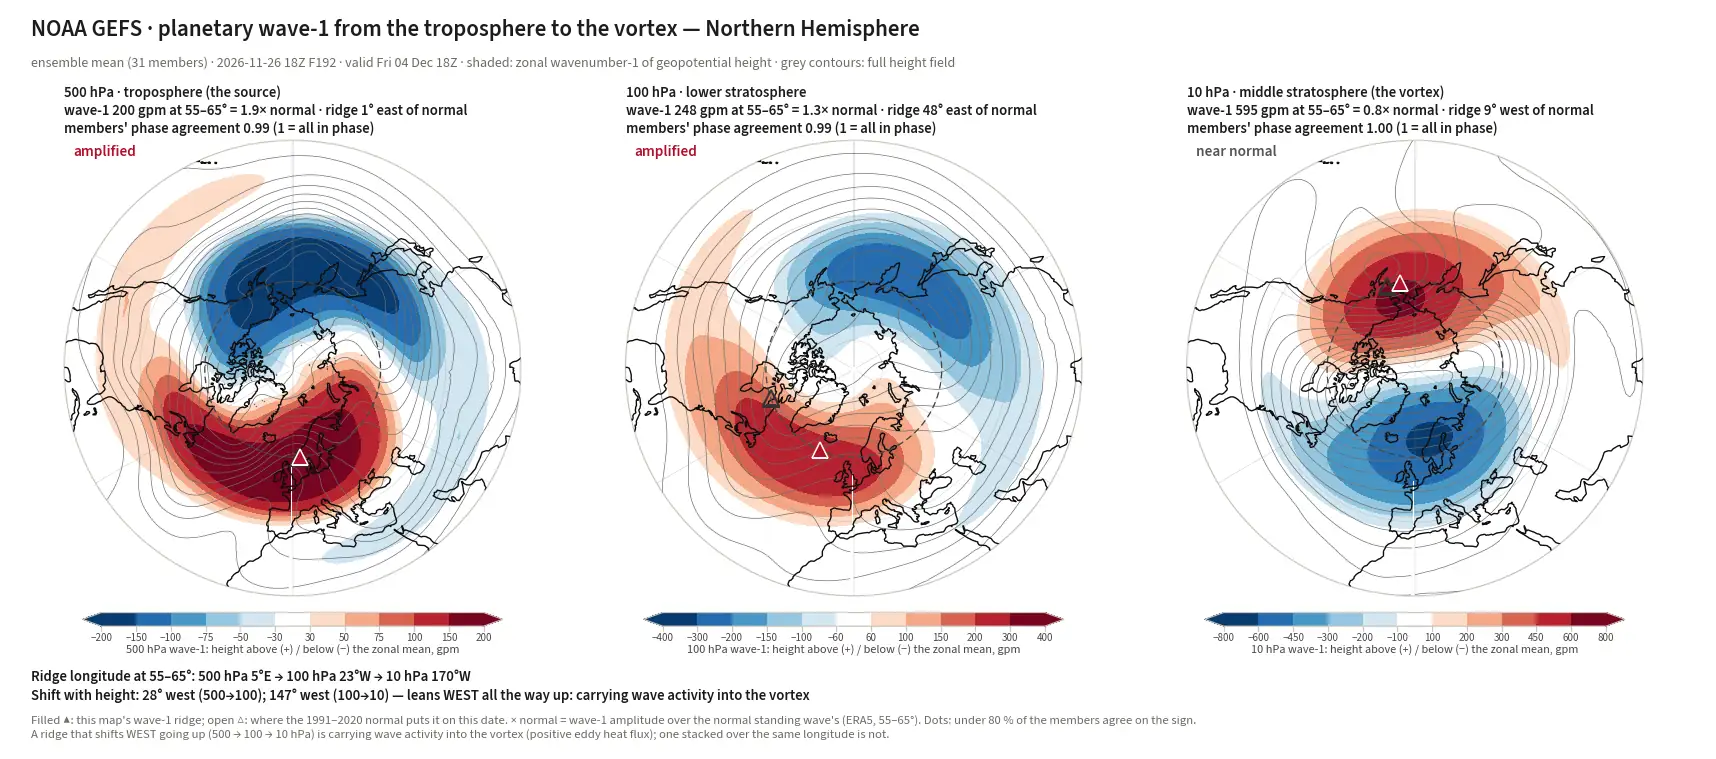 NOAA GEFS · planetary wave-1 from the troposphere to the vortex — Northern Hemisphere
ensemble mean (31 members) · 2026-11-26 18Z F192 · valid Fri 04 Dec 18Z · shaded: zonal wavenumber-1 of geopotential height · grey contours: full height field
500 hPa · troposphere (the source)
wave-1 200 gpm at 55–65° = 1.9× normal · ridge 1° east of normal
members' phase agreement 0.99 (1 = all in phase)
amplified
100 hPa · lower stratosphere
wave-1 248 gpm at 55–65° = 1.3× normal · ridge 48° east of normal
members' phase agreement 0.99 (1 = all in phase)
amplified
10 hPa · middle stratosphere (the vortex)
wave-1 595 gpm at 55–65° = 0.8× normal · ridge 9° west of normal
members' phase agreement 1.00 (1 = all in phase)
near normal
−200 −150 −100 −75 −50 −30 30 50 75 100 150 200
500 hPa wave-1: height above (+) / below (−) the zonal mean, gpm
−400 −300 −200 −150 −100 −60 60 100 150 200 300 400
100 hPa wave-1: height above (+) / below (−) the zonal mean, gpm
−800 −600 −450 −300 −200 −100 100 200 300 450 600 800
10 hPa wave-1: height above (+) / below (−) the zonal mean, gpm
Ridge longitude at 55–65°: 500 hPa 5°E → 100 hPa 23°W → 10 hPa 170°W
Shift with height: 28° west (500→100); 147° west (100→10) — leans WEST all the way up: carrying wave activity into the vortex
Filled ▲: this map's wave-1 ridge; open △: where the 1991–2020 normal puts it on this date. × normal = wave-1 amplitude over the normal standing wave's (ERA5, 55–65°). Dots: under 80 % of the members agree on the sign.
A ridge that shifts WEST going up (500 → 100 → 10 hPa) is carrying wave activity into the vortex (positive eddy heat flux); one stacked over the same longitude is not.